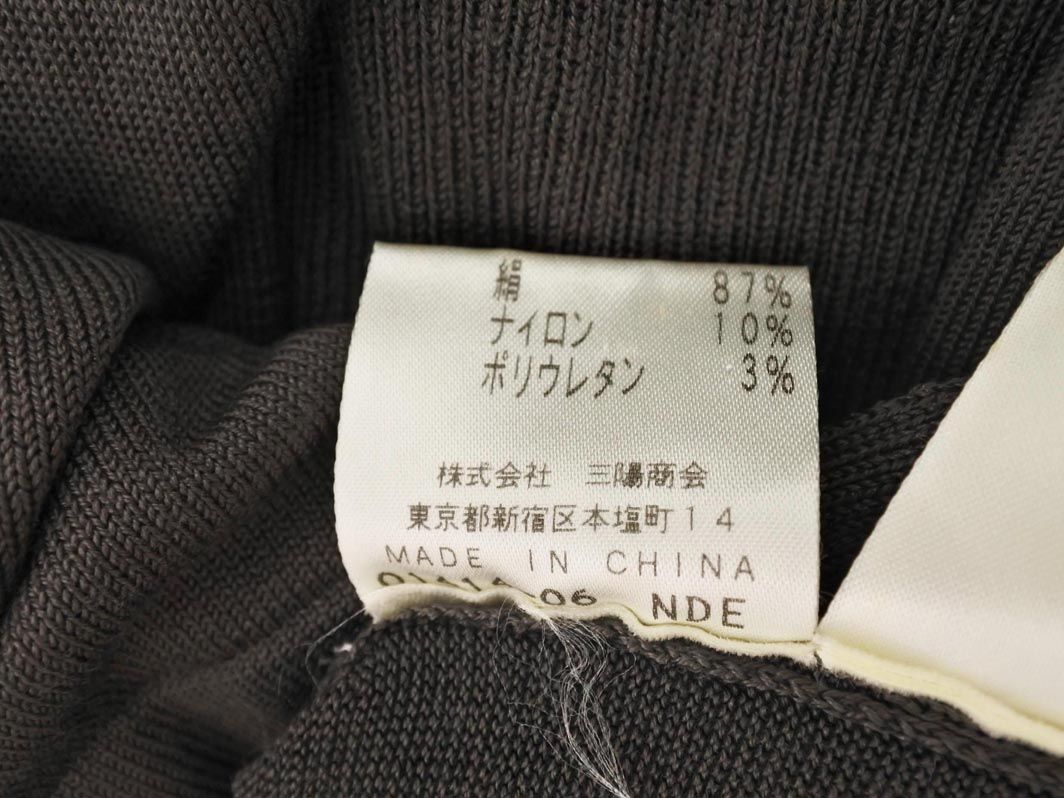 絹 87%
ナイロン 10%
ポリウレタン 3%
株式会社 三陽商会
東京都新宿区本塩町14
MADE IN CHINA
06 NDE